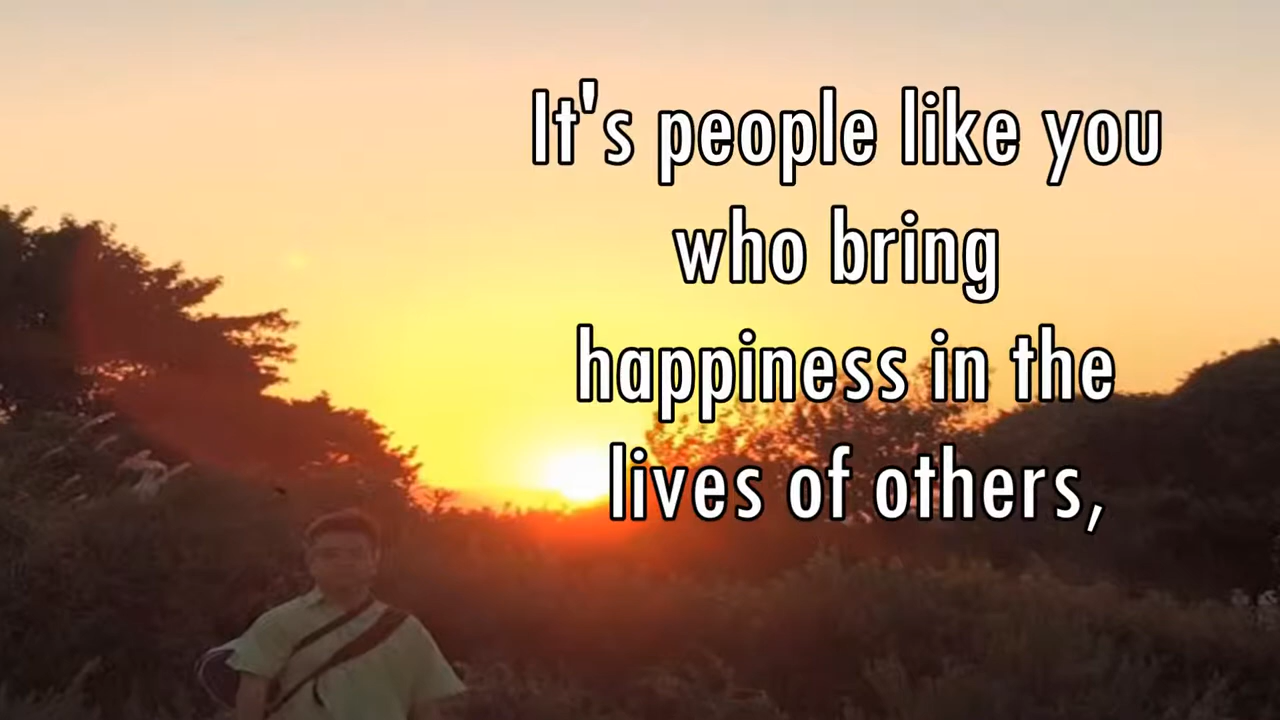 It's people like you
who bring
happiness in the
lives of others,